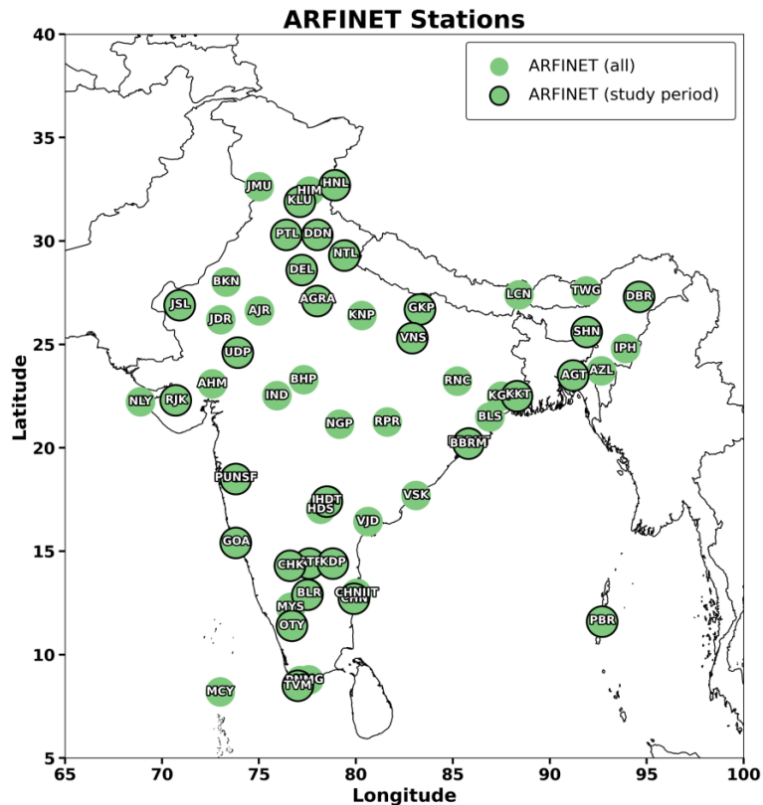 ARFINET Stations
ARFINET (all)
ARFINET (study period)
Latitude
40
35
30
25
20
15
10
5
JMU
HIM
HNL
KLU
PTL
DDN
NTL
DEL
BKN
JSL
AGRA
AJR
JDR
KNP
GKP
LCN
TWG
DBR
VNS
SHN
UDP
IPH
AHM
BHP
RNC
AGT
AZL
NLY
RJK
IND
KKT
NGP
RPR
BLS
BBRMT
PUNSF
HDT
HDS
VSK
VJD
GOA
CHK
KDP
BLR
CHNIIT
MYS
OTY
PBR
TVM
MCY
65
70
75
80
85
90
95
100
Longitude